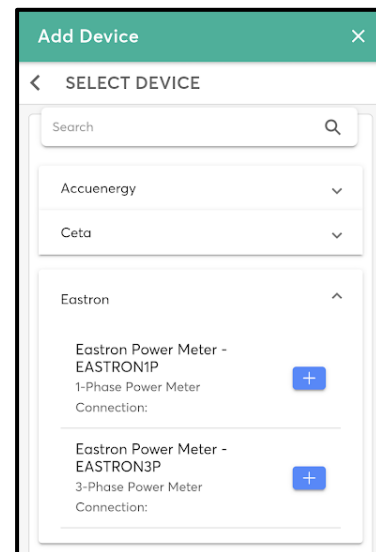 Add Device
SELECT DEVICE
Search
Accuenergy
Ceta
Eastron
Eastron Power Meter -
EASTRON1P
1-Phase Power Meter
Connection:
Eastron Power Meter -
EASTRON3P
3-Phase Power Meter
Connection: